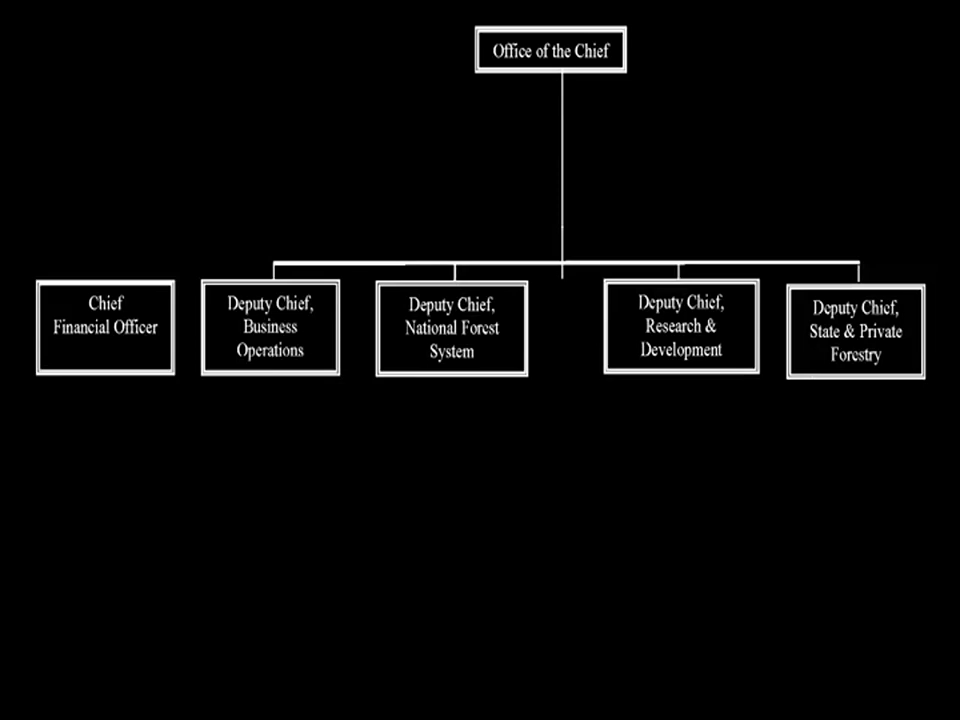 Office of the Chief
Chief
Financial Officer
Deputy Chief,
Business
Operations
Deputy Chief,
National Forest
System
Deputy Chief,
Research &
Development
Deputy Chief,
State & Private
Forestry